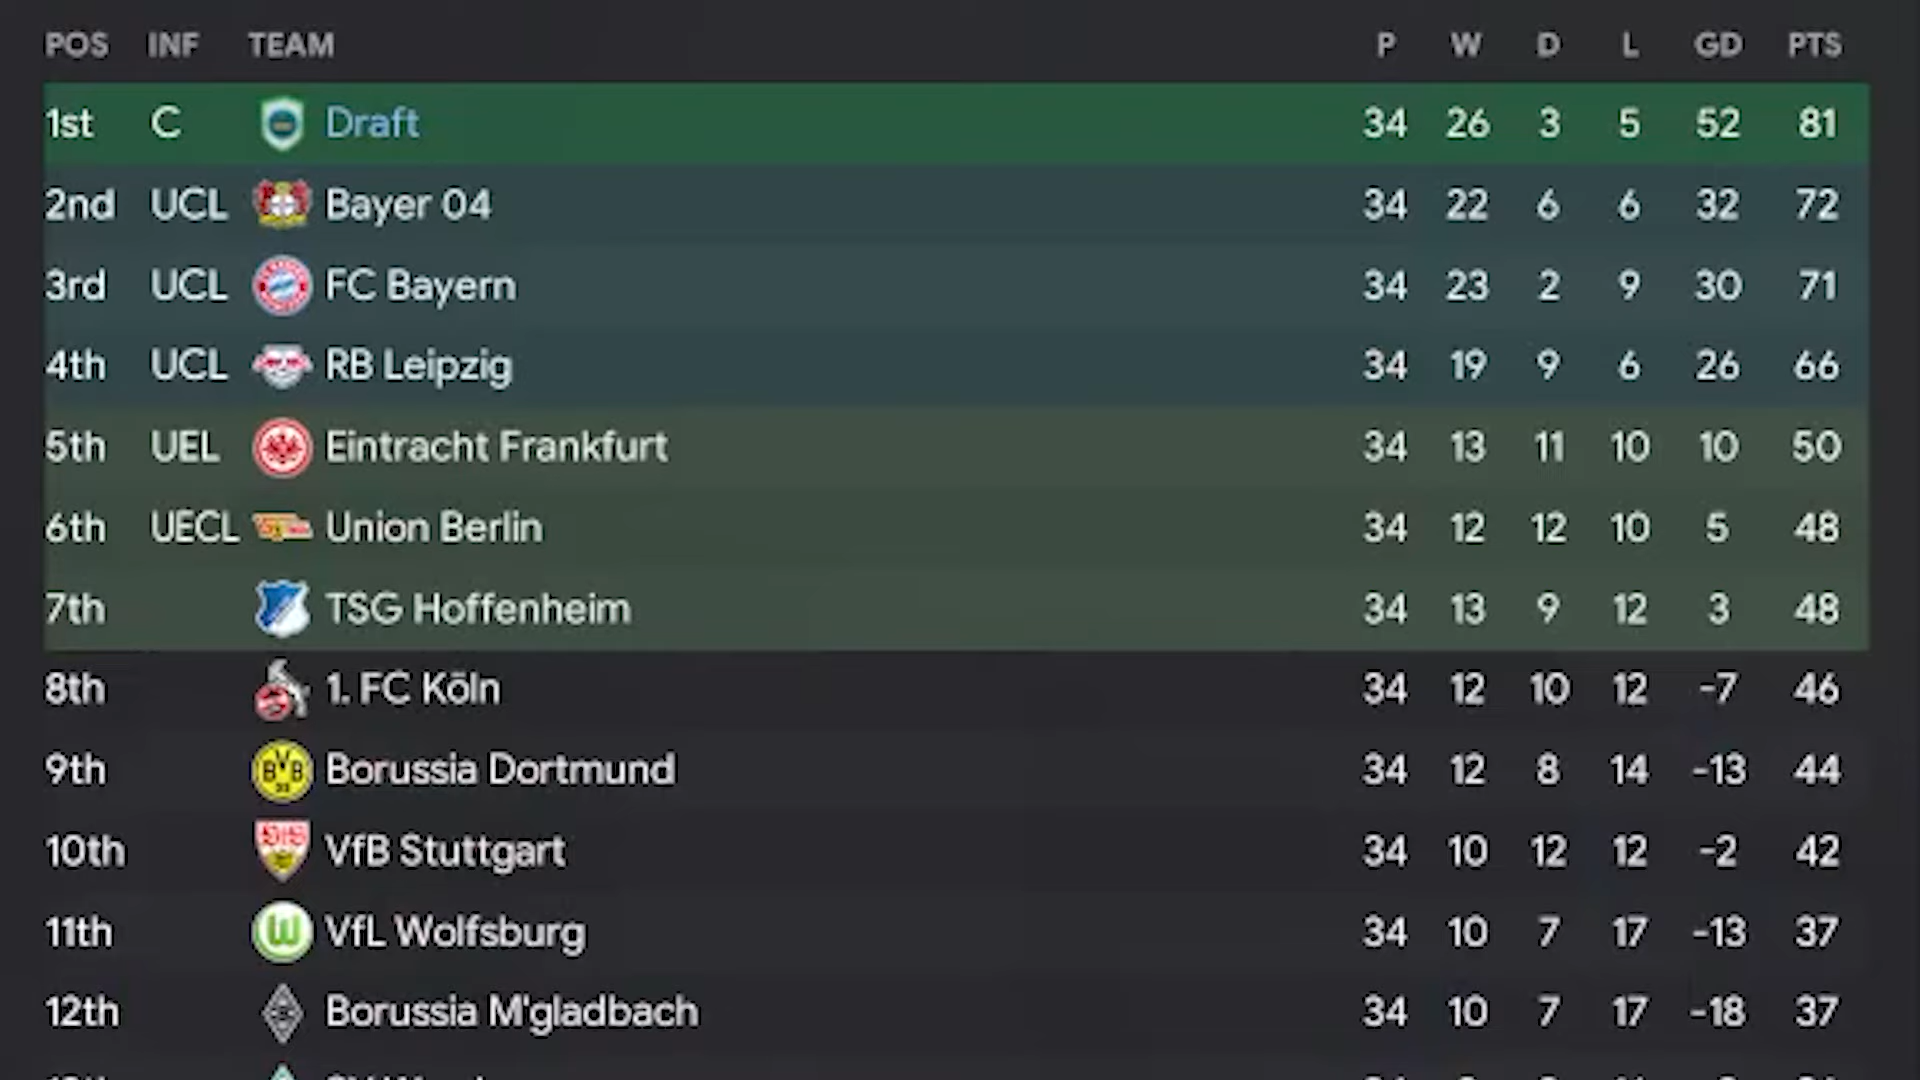 POS INF TEAM P W D L GD PTS
1st C Draft 34 26 3 5 52 81
2nd UCL Bayer 04 34 22 6 6 32 72
3rd UCL FC Bayern 34 23 2 9 30 71
4th UCL RB Leipzig 34 19 9 6 26 66
5th UEL Eintracht Frankfurt 34 13 11 10 10 50
6th UECL Union Berlin 34 12 12 10 5 48
7th TSG Hoffenheim 34 13 9 12 3 48
8th 1. FC Köln 34 12 10 12 -7 46
9th BVB Borussia Dortmund 34 12 8 14 -13 44
10th VfB Stuttgart 34 10 12 12 -2 42
11th W VfL Wolfsburg 34 10 7 17 -13 37
12th Borussia M'gladbach 34 10 7 17 -18 37